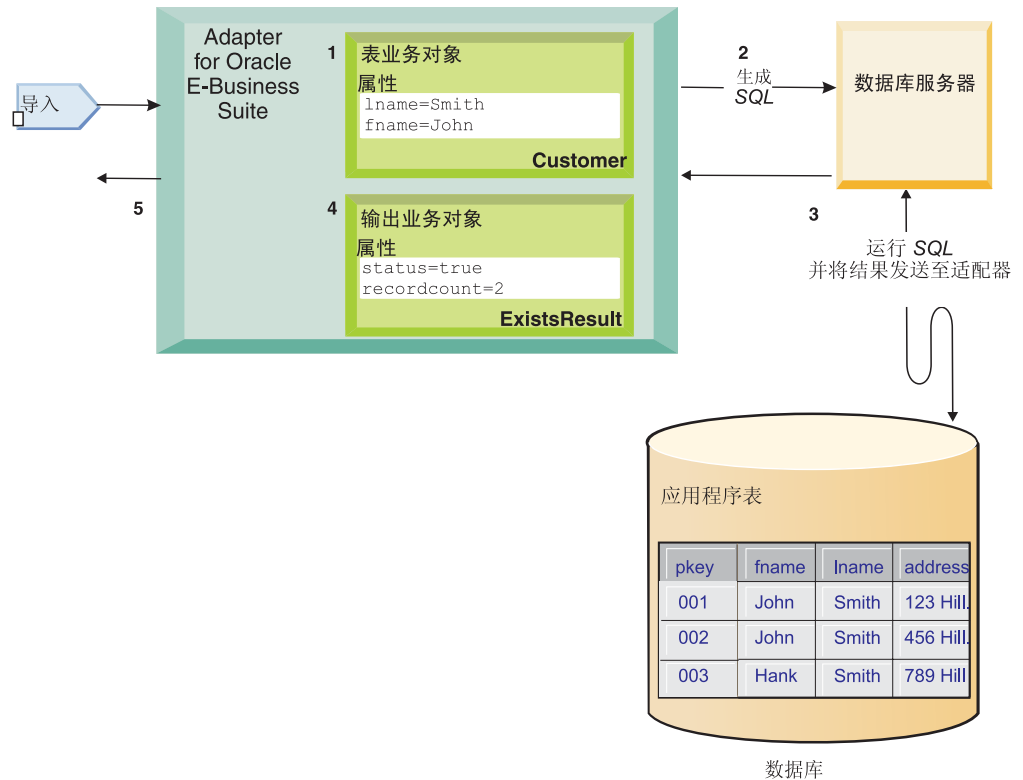 导入
Adapter
for Oracle
E-Business
Suite
1
表业务对象
属性
lname=Smith
fname=John
Customer
2
生成
SQL
数据库服务器
5
4
输出业务对象
属性
status=true
recordcount=2
ExistsResult
3
运行 SQL
并将结果发送至适配器
应用程序表
pkey fname lname address
001 John Smith 123 Hill.
002 John Smith 456 Hill.
003 Hank Smith 789 Hill
数据库